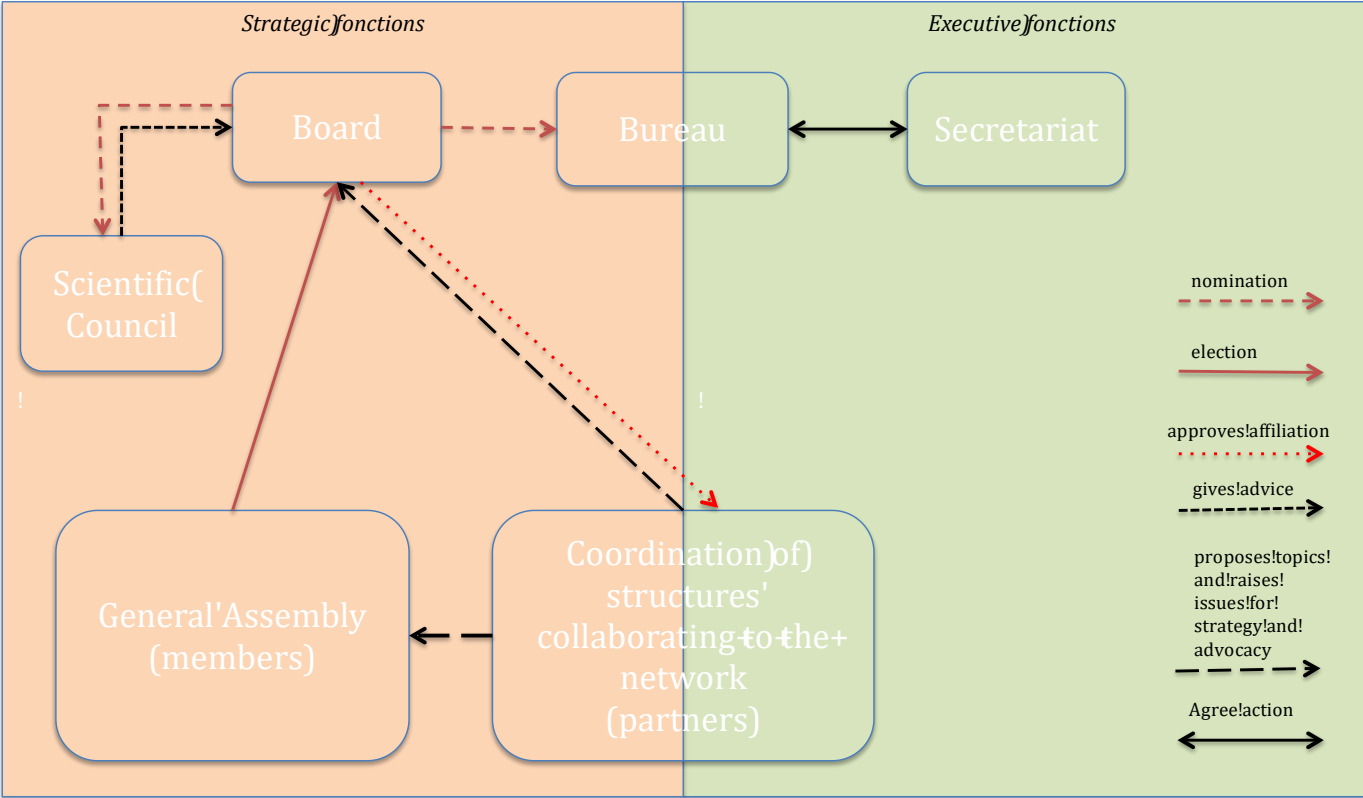 Strategic)fonctions
Executive)fonctions
Board
Bureau
Secretariat
Scientific(
Council
!
!
nomination
election
approves!affiliation
gives!advice
proposes!topics!
and!raises!
issues!for!
strategy!and!
advocacy
Agree!action
General'Assembly
(members)
Coordination)of)
structures'
collaborating+to+the+
network
(partners)